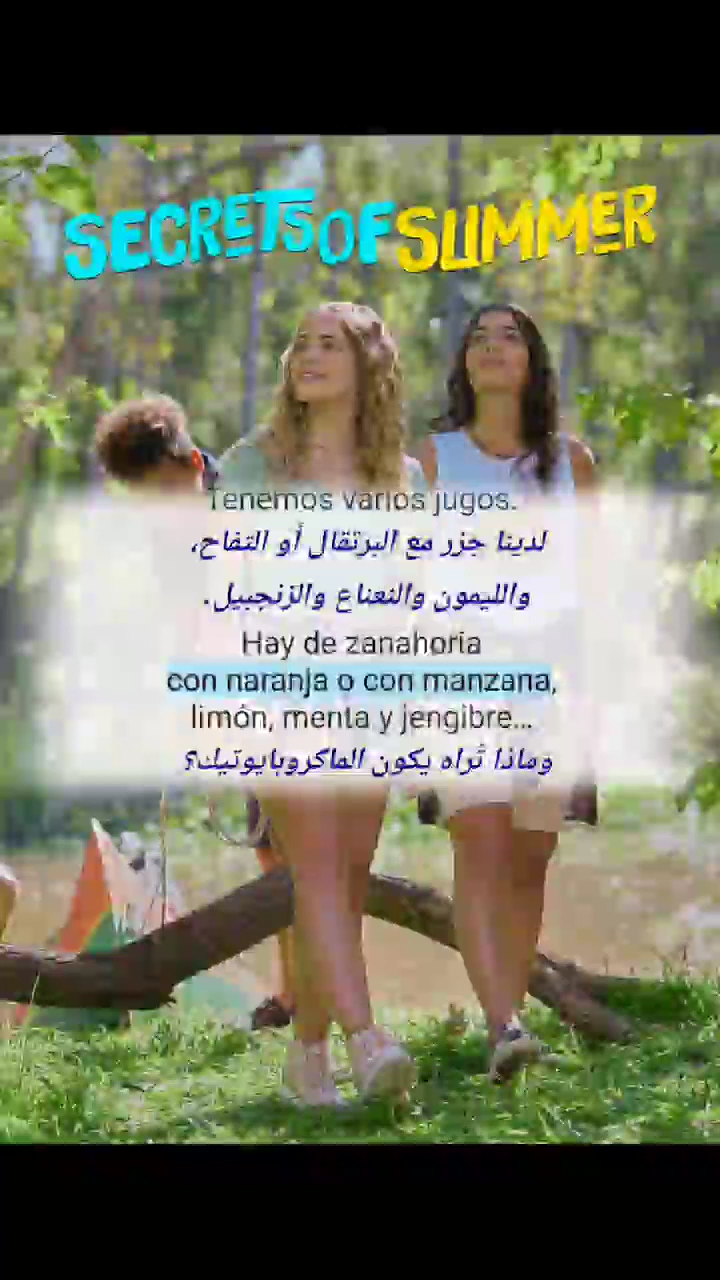 SECRETS OF SUMMER
Tenemos varios jugos.
لدينا جزر مع البرتقال أو التفاح،
والليمون والنعناع والزنجبيل.
Hay de zanahoria
con naranja o con manzana,
limón, menta y jengibre...
وماذا تُراه يكون الماكروبايوتيك؟